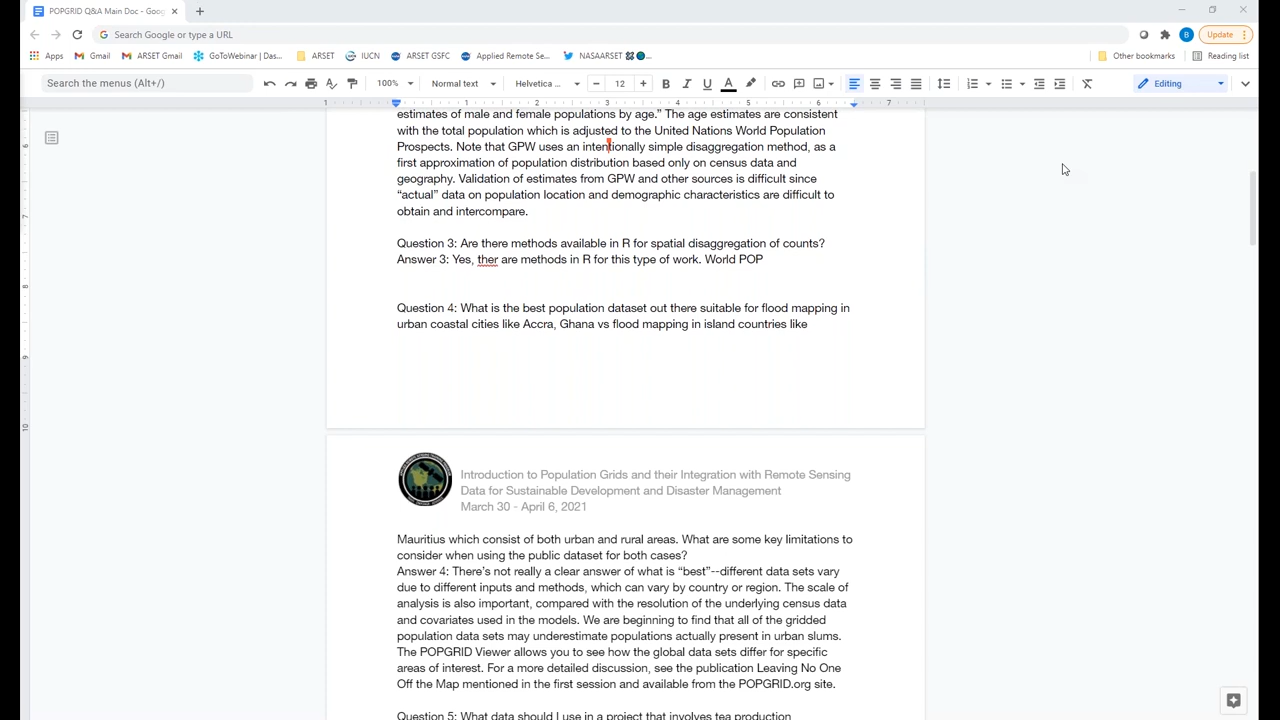 POPGRID Q&A Main Doc - Goog
Search Google or type a URL
B
Update
Apps
Gmail
ARSET Gmail
GoToWebinar | Das...
ARSET
IUCN
ARSET GSFC
Applied Remote Se...
NASAARSET
Other bookmarks
Reading list
Search the menus (Alt+/)
100%
Normal text
Helvetica ...
12
B
I
U
A
Editing
1 1 2 3 4 5 6 7
6
7
8
9
10
estimates of male and female populations by age.” The age estimates are consistent
with the total population which is adjusted to the United Nations World Population
Prospects. Note that GPW uses an intentionally simple disaggregation method, as a
first approximation of population distribution based only on census data and
geography. Validation of estimates from GPW and other sources is difficult since
“actual” data on population location and demographic characteristics are difficult to
obtain and intercompare.
Question 3: Are there methods available in R for spatial disaggregation of counts?
Answer 3: Yes, ther are methods in R for this type of work. World POP
Question 4: What is the best population dataset out there suitable for flood mapping in
urban coastal cities like Accra, Ghana vs flood mapping in island countries like
Introduction to Population Grids and their Integration with Remote Sensing
Data for Sustainable Development and Disaster Management
March 30 - April 6, 2021
Mauritius which consist of both urban and rural areas. What are some key limitations to
consider when using the public dataset for both cases?
Answer 4: There’s not really a clear answer of what is “best”--different data sets vary
due to different inputs and methods, which can vary by country or region. The scale of
analysis is also important, compared with the resolution of the underlying census data
and covariates used in the models. We are beginning to find that all of the gridded
population data sets may underestimate populations actually present in urban slums.
The POPGRID Viewer allows you to see how the global data sets differ for specific
areas of interest. For a more detailed discussion, see the publication Leaving No One
Off the Map mentioned in the first session and available from the POPGRID.org site.
Question 5: What data should I use in a project that involves tea production